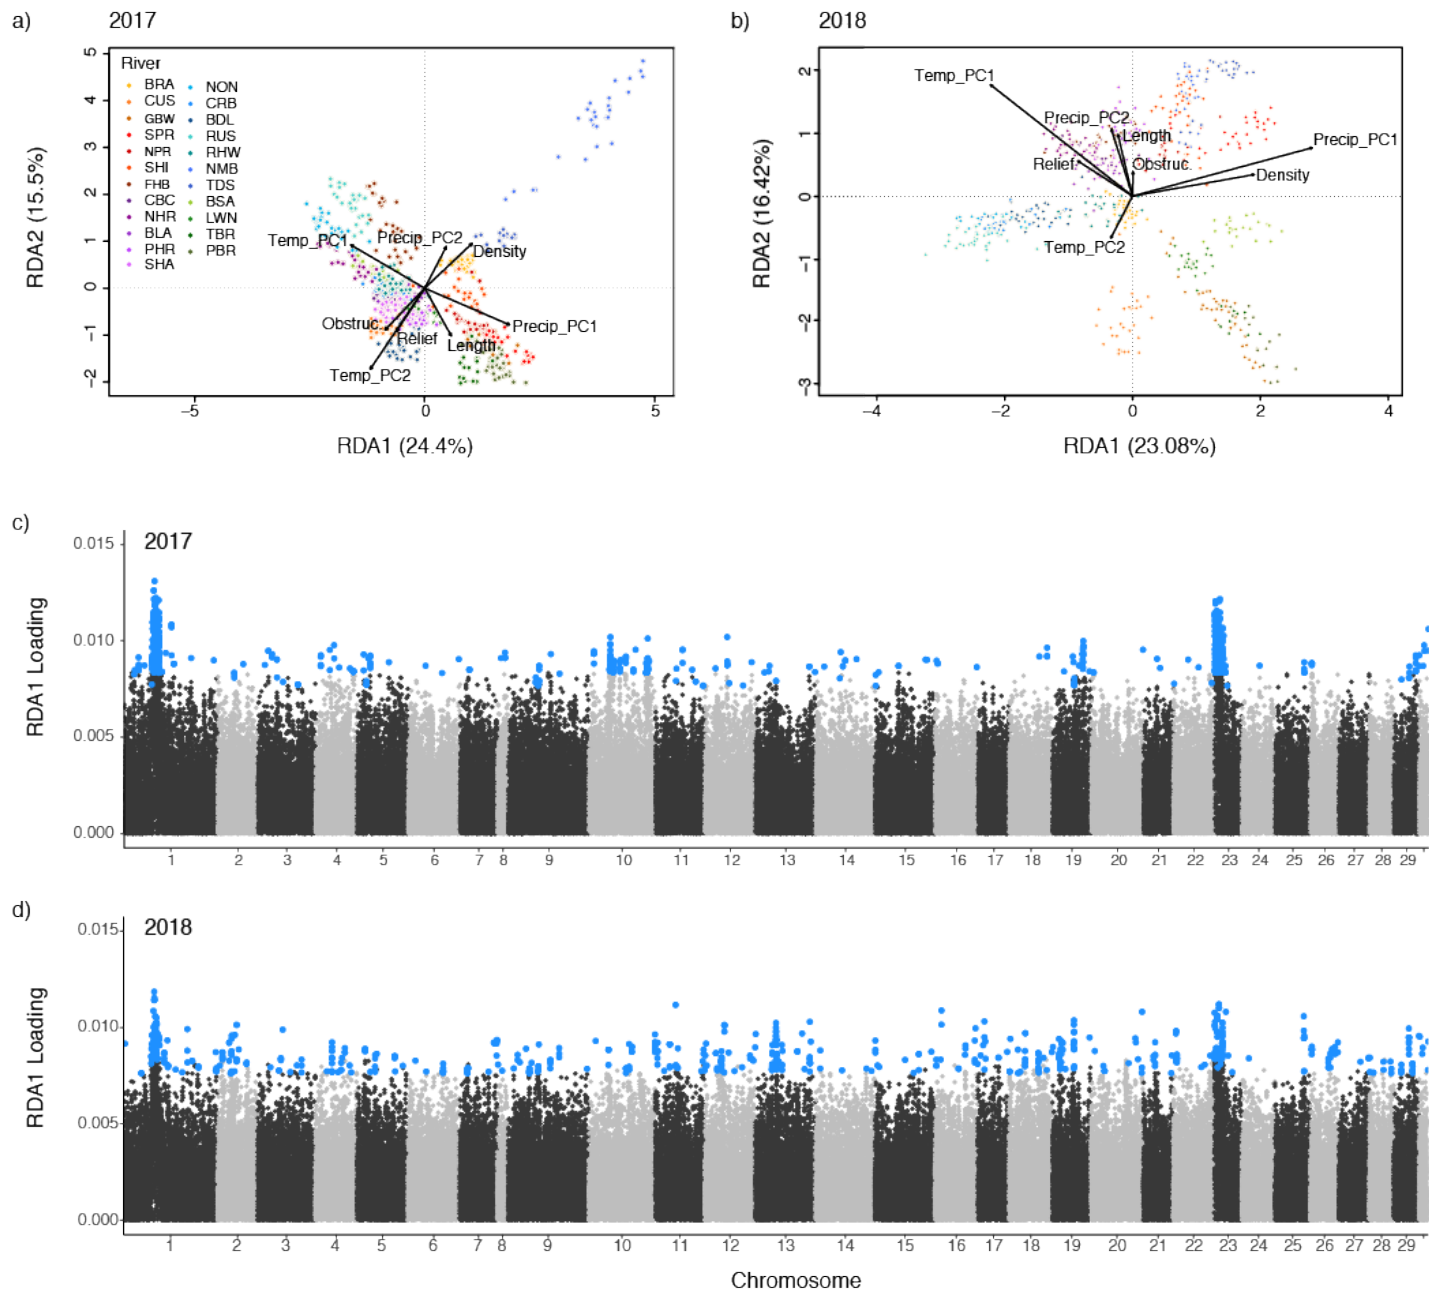 a) 2017
b) 2018
River
BRA NON
CUS CRB
GBW BDL
SPR RUS
NPR RHW
SHI NMB
FHB TDS
CBC BSA
NHR LWN
BLA TBR
PHR PBR
SHA
5
4
3
2
1
0
−1
−2
RDA2 (15.5%)
Temp_PC1
Precip_PC2
Density
Obstruc.
Relief
Length
Precip_PC1
Temp_PC2
−5 0 5
RDA1 (24.4%)
2
1
0
−1
−2
−3
RDA2 (16.42%)
Temp_PC1
Precip_PC2
Length
Precip_PC1
Relief
Obstruc.
Density
Temp_PC2
−4 −2 0 2 4
RDA1 (23.08%)
c)
2017
0.015
0.010
0.005
0.000
RDA1 Loading
1 2 3 4 5 6 7 8 9 10 11 12 13 14 15 16 17 18 19 20 21 22 23 24 25 26 27 28 29
d)
2018
0.015
0.010
0.005
0.000
RDA1 Loading
1 2 3 4 5 6 7 8 9 10 11 12 13 14 15 16 17 18 19 20 21 22 23 24 25 26 27 28 29
Chromosome